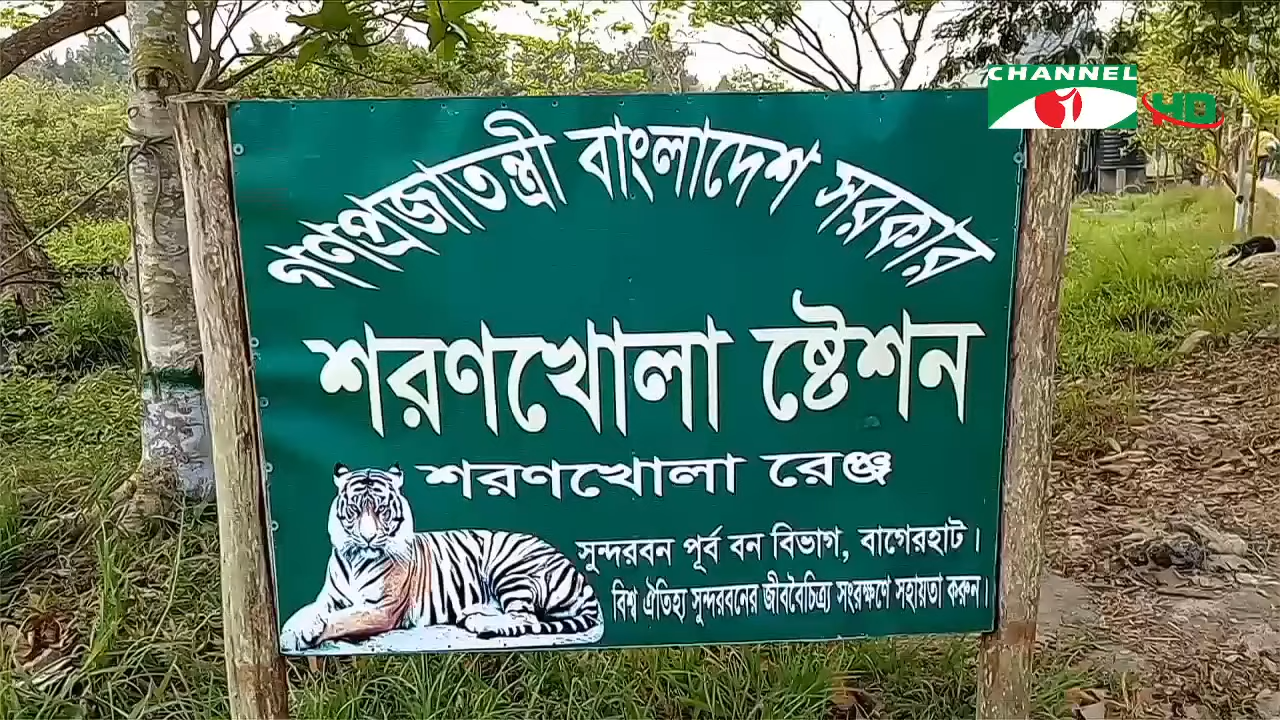 CHANNEL i HD
গণপ্রজাতন্ত্রী বাংলাদেশ সরকার
শরণখোলা ষ্টেশন
শরণখোলা রেঞ্জ
সুন্দরবন পূর্ব বন বিভাগ, বাগেরহাট।
বিশ্ব ঐতিহ্য সুন্দরবনের জীববৈচিত্র্য সংরক্ষণে সহায়তা করুন।